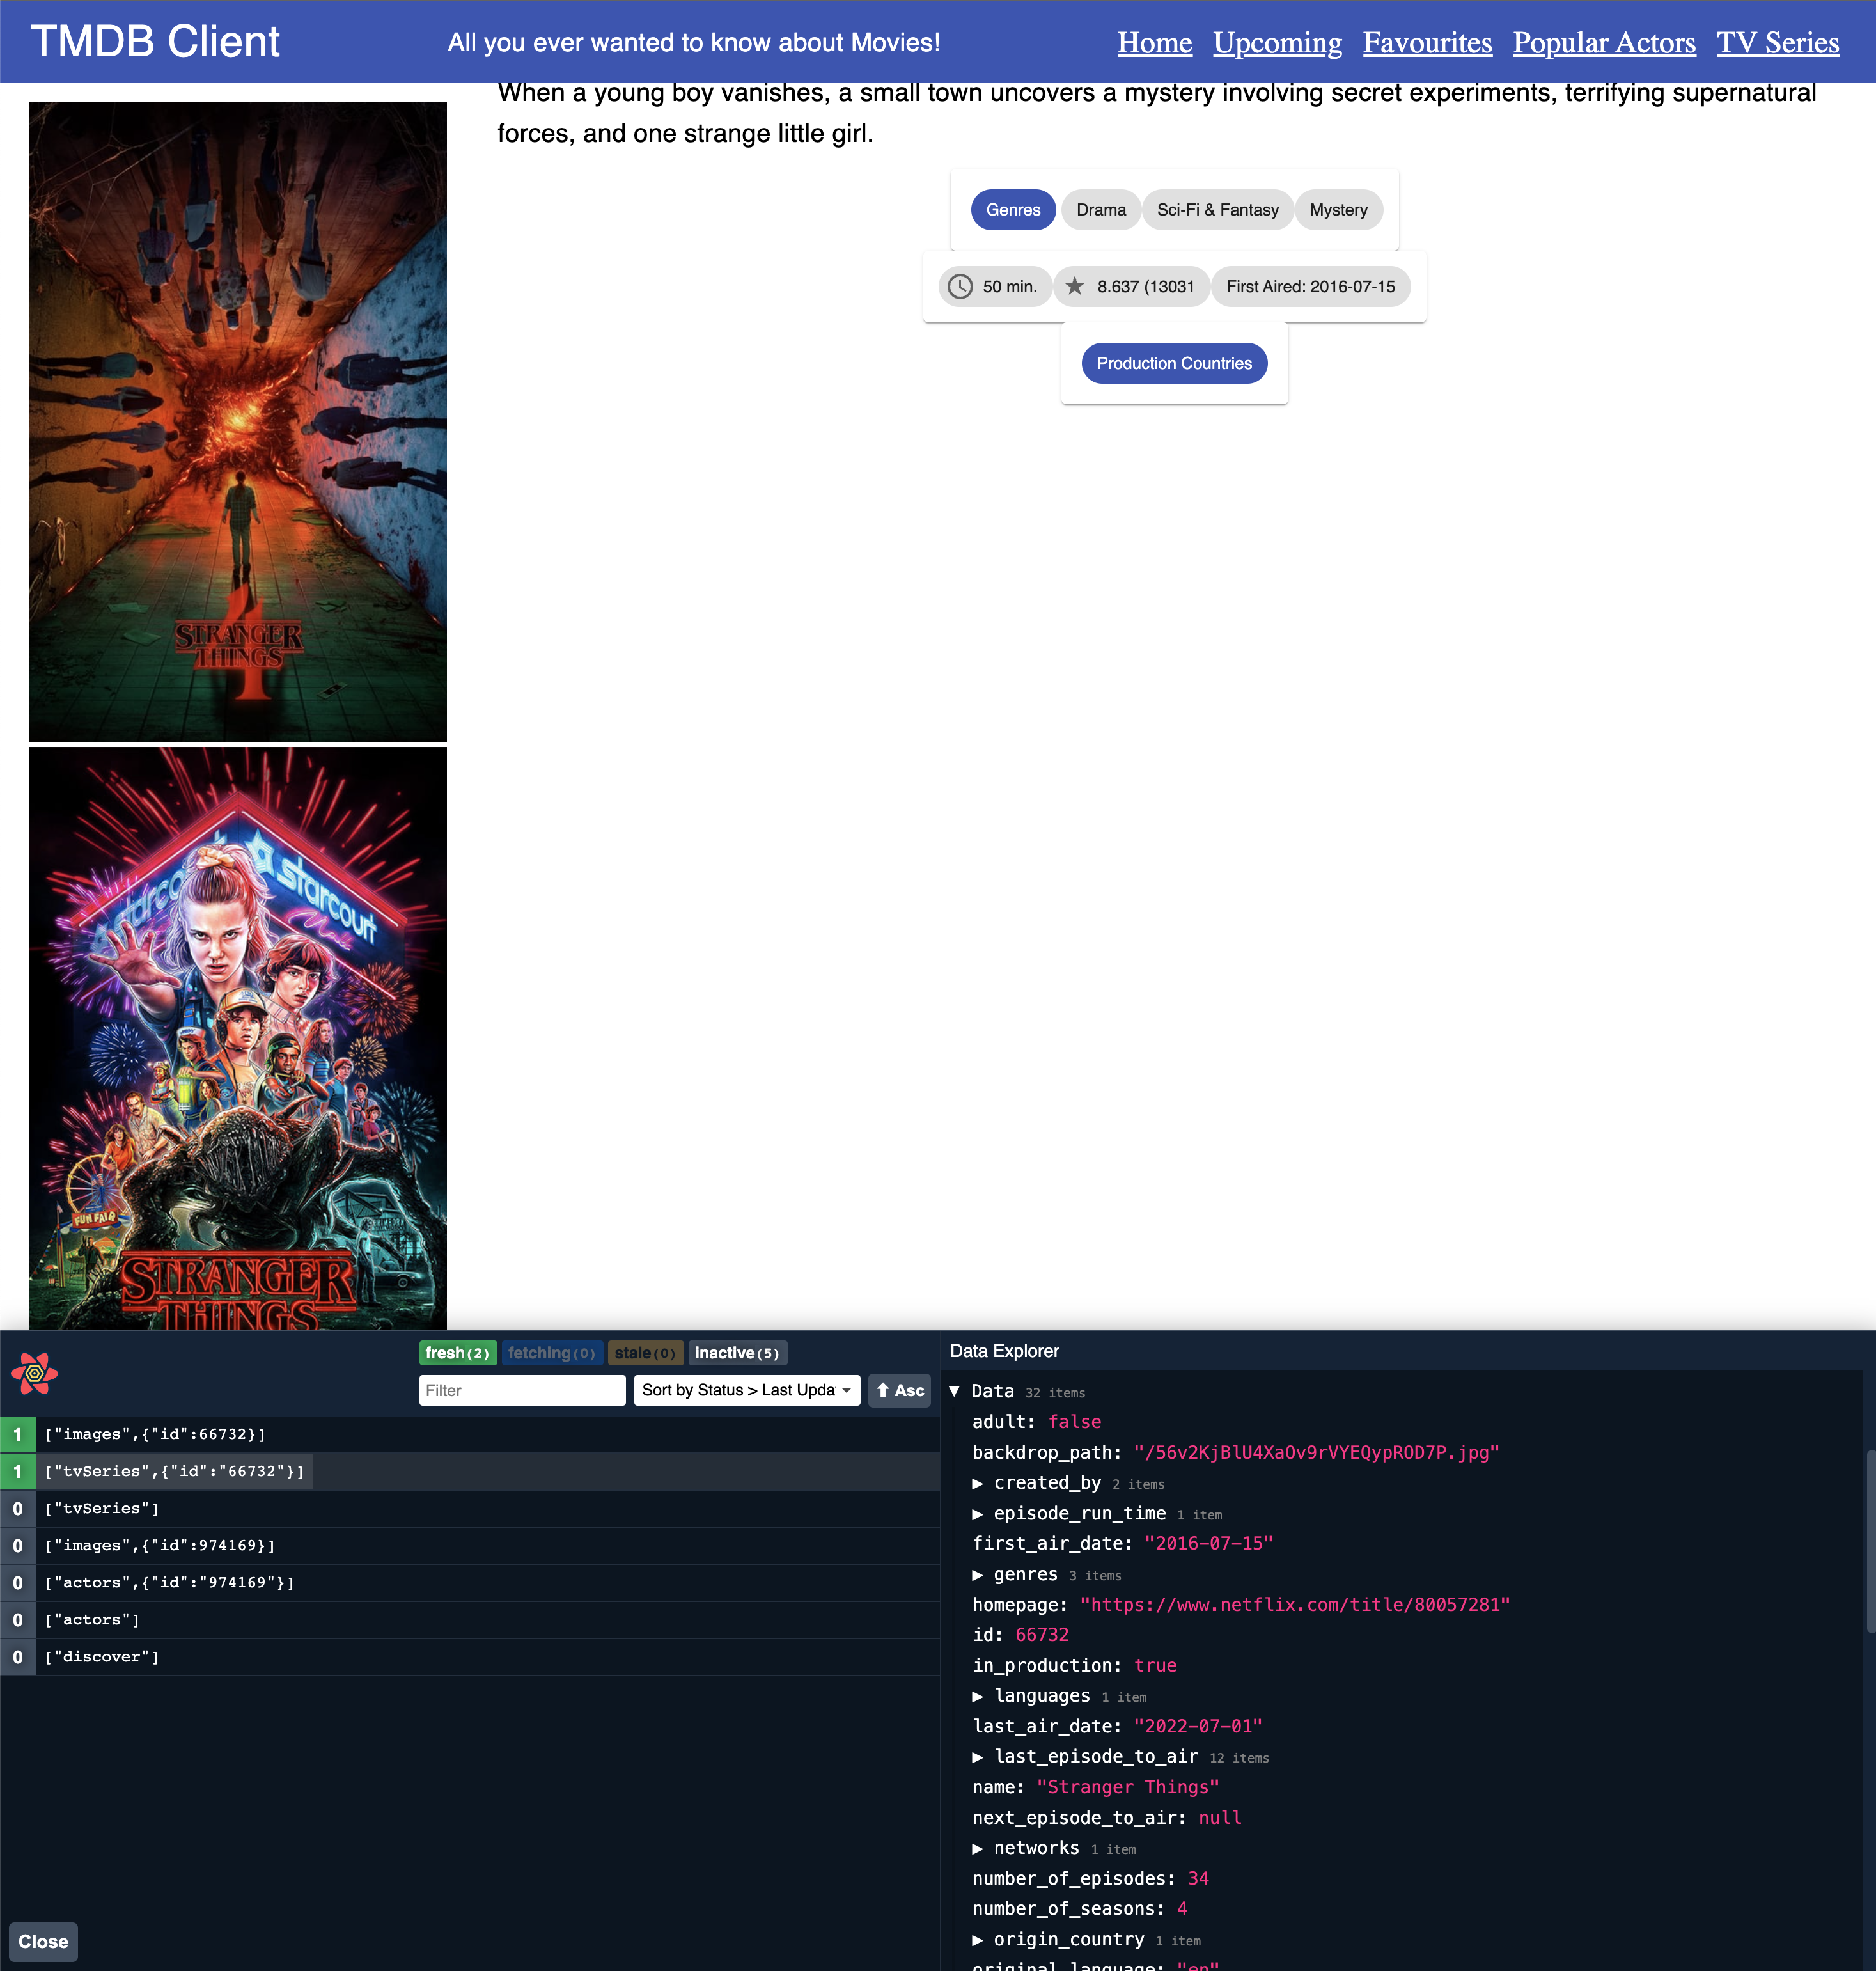 TMDB Client
All you ever wanted to know about Movies!
Home Upcoming Favourites Popular Actors TV Series
When a young boy vanishes, a small town uncovers a mystery involving secret experiments, terrifying supernatural
forces, and one strange little girl.
Genres Drama Sci-Fi & Fantasy Mystery
50 min. 8.637 (13031 First Aired: 2016-07-15
Production Countries
4
STRANGER
THINGS
starcourt
starco
FUN FAIR
STRANGER
THINGS
fresh (2) fetching (0) stale (0) inactive (5)
Filter Sort by Status > Last Upda Asc
1 ["images",{"id":66732}]
1 ["tvSeries",{"id":"66732"}]
0 ["tvSeries"]
0 ["images",{"id":974169}]
0 ["actors",{"id":"974169"}]
0 ["actors"]
0 ["discover"]
Close
Data Explorer
▼ Data 32 items
adult: false
backdrop_path: "/56v2KjBlU4XaOv9rVYEQypROD7P.jpg"
▶ created_by 2 items
▶ episode_run_time 1 item
first_air_date: "2016-07-15"
▶ genres 3 items
homepage: "https://www.netflix.com/title/80057281"
id: 66732
in_production: true
▶ languages 1 item
last_air_date: "2022-07-01"
▶ last_episode_to_air 12 items
name: "Stranger Things"
next_episode_to_air: null
▶ networks 1 item
number_of_episodes: 34
number_of_seasons: 4
▶ origin_country 1 item
original_language: "en"